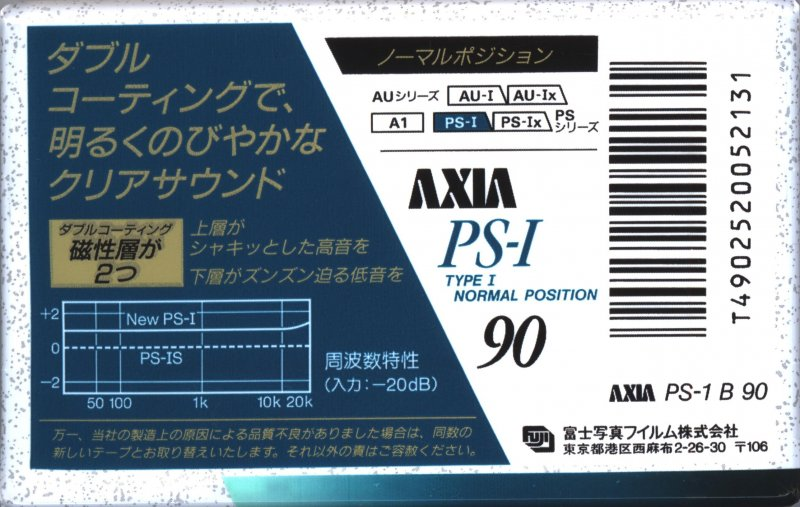 ダブル
コーティングで、
明るくのびやかな
クリアサウンド
ダブルコーティング
磁性層が
2つ
上層が
シャキッとした高音を
下層がズンズン迫る低音を
+2
0
−2
New PS-I
PS-IS
50 100 1k 10k 20k
周波数特性
(入力:−20dB)
万一、当社の製造上の原因による品質不良がありました場合は、同数の
新しいテープとお取り替えいたします。それ以外の責はご容赦ください。
ノーマルポジション
AUシリーズ AU-I AU-Ix
A1 PS-I PS-Ix PSシリーズ
AXIA
PS-I
TYPE I
NORMAL POSITION
90
T4902520052131
AXIA PS-1 B 90
FUJI
富士写真フイルム株式会社
東京都港区西麻布2-26-30 〒106